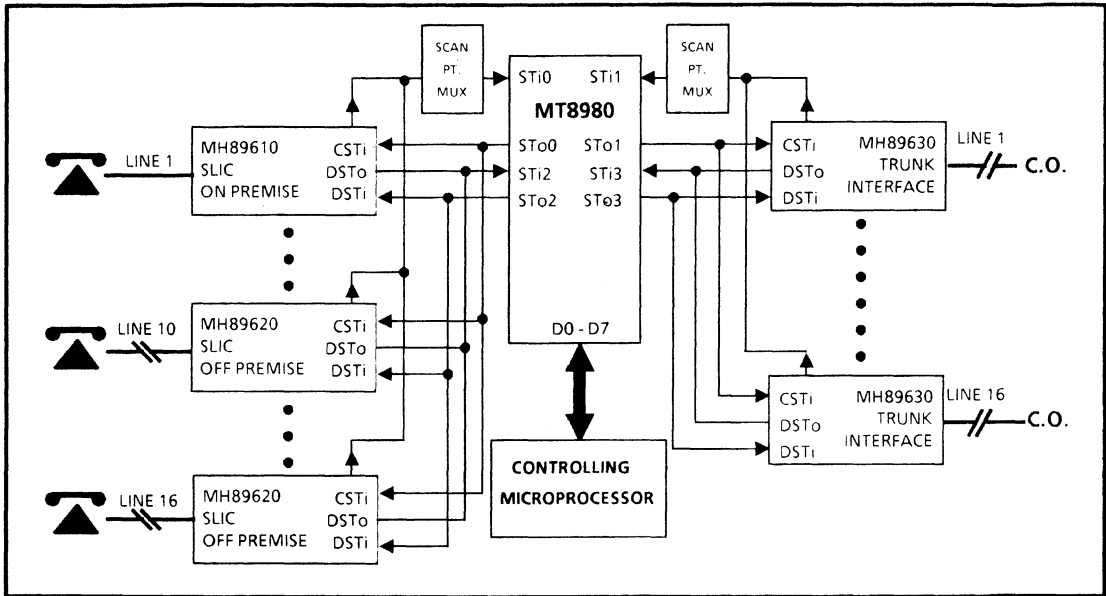 SCAN
PT.
MUX
STi0 STi1
MT8980
STo0 STo1
STi2 STi3
STo2 STo3
D0 - D7
SCAN
PT.
MUX
LINE 1
MH89610
SLIC
ON PREMISE
CSTi
DSTo
DSTi
LINE 10
MH89620
SLIC
OFF PREMISE
CSTi
DSTo
DSTi
LINE 16
MH89620
SLIC
OFF PREMISE
CSTi
DSTo
DSTi
CONTROLLING
MICROPROCESSOR
CSTi
DSTo
DSTi
MH89630
TRUNK
INTERFACE
LINE 1
C.O.
CSTi
DSTo
DSTi
MH89630
TRUNK
INTERFACE
LINE 16
C.O.